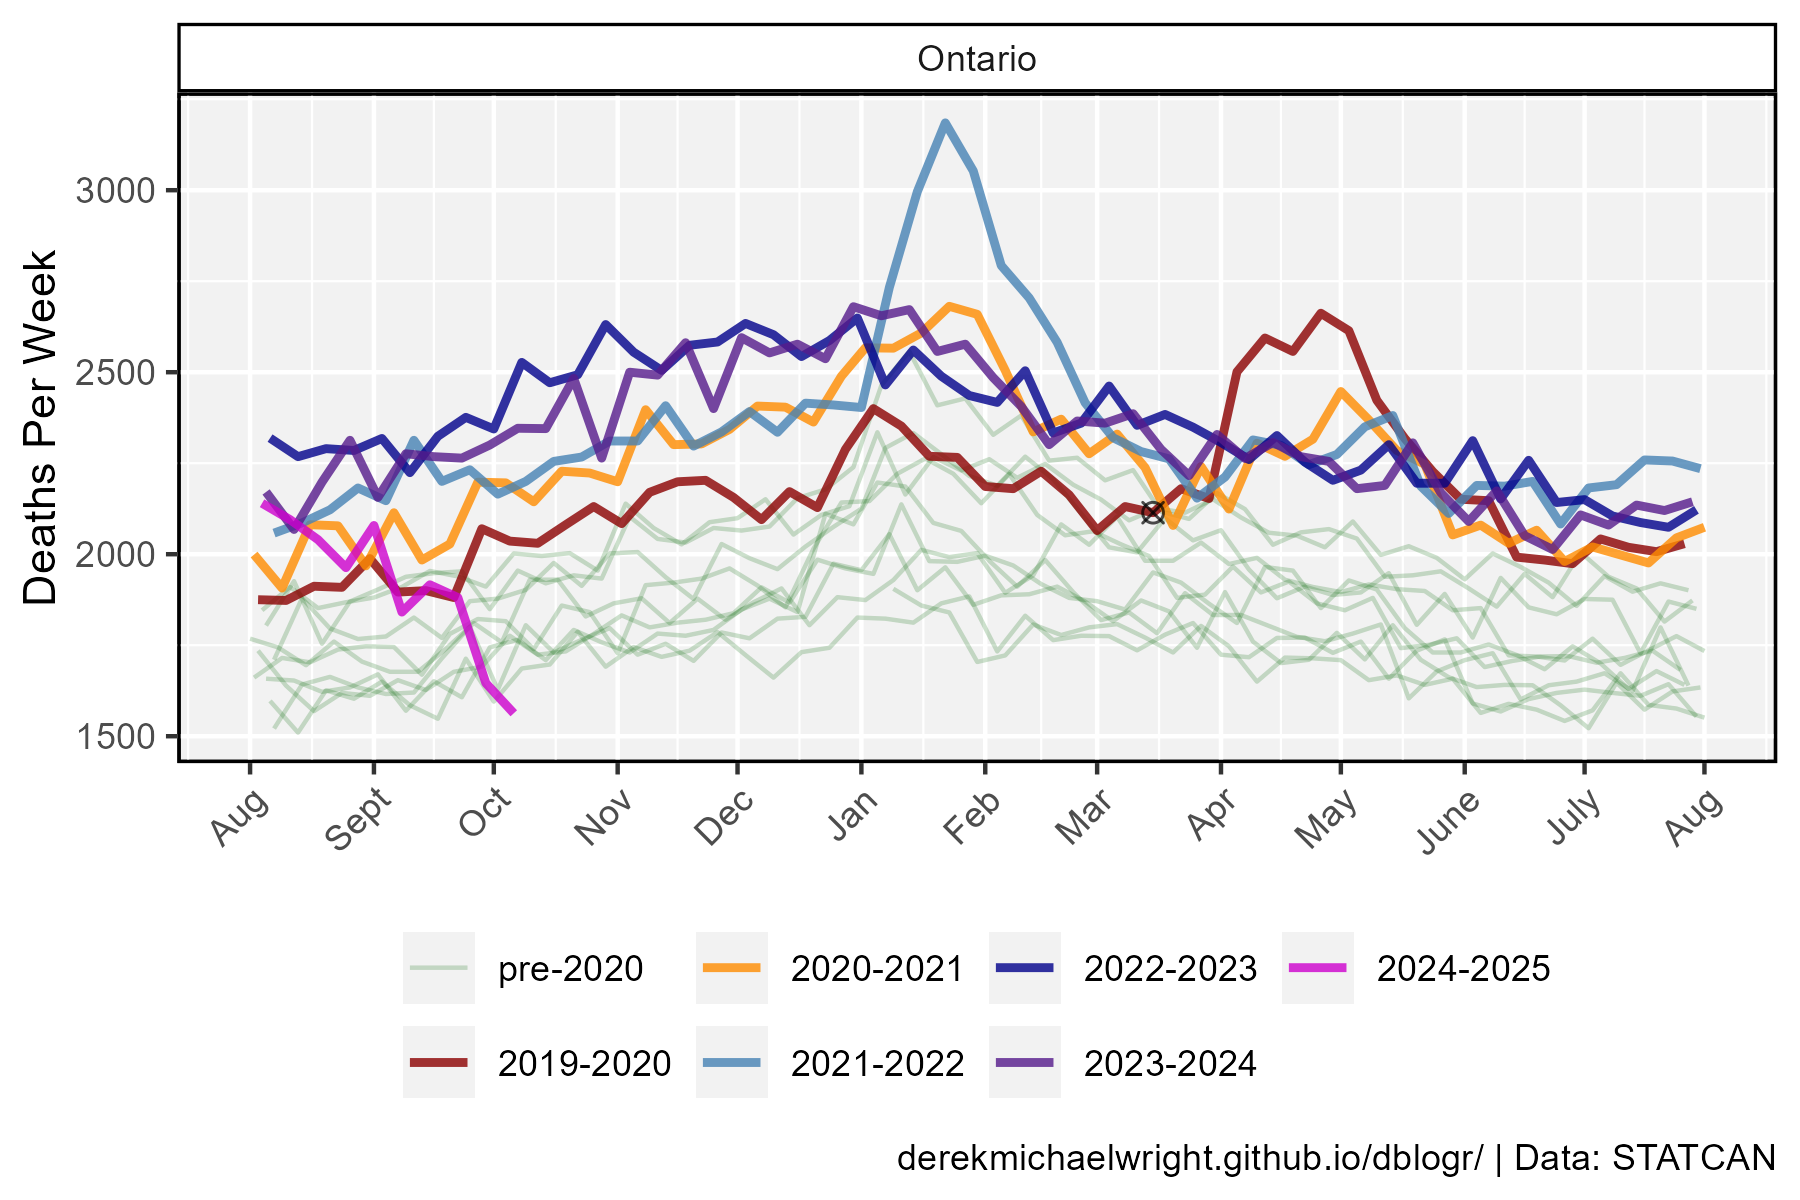 Ontario
Deaths Per Week
3000
2500
2000
1500
Aug Sept Oct Nov Dec Jan Feb Mar Apr May June July Aug
pre-2020 2020-2021 2022-2023 2024-2025
2019-2020 2021-2022 2023-2024
derekmichaelwright.github.io/dblogr/ | Data: STATCAN